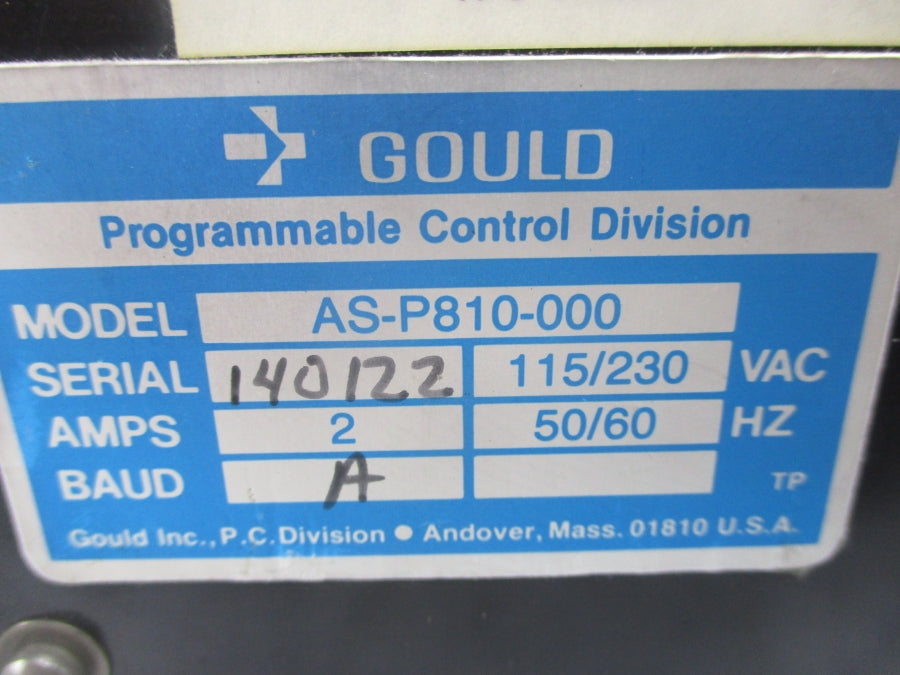 GOULD
Programmable Control Division
MODEL AS-P810-000
SERIAL 140122 115/230 VAC
AMPS 2 50/60 HZ
BAUD A TP
Gould Inc., P.C. Division ● Andover, Mass. 01810 U.S.A.